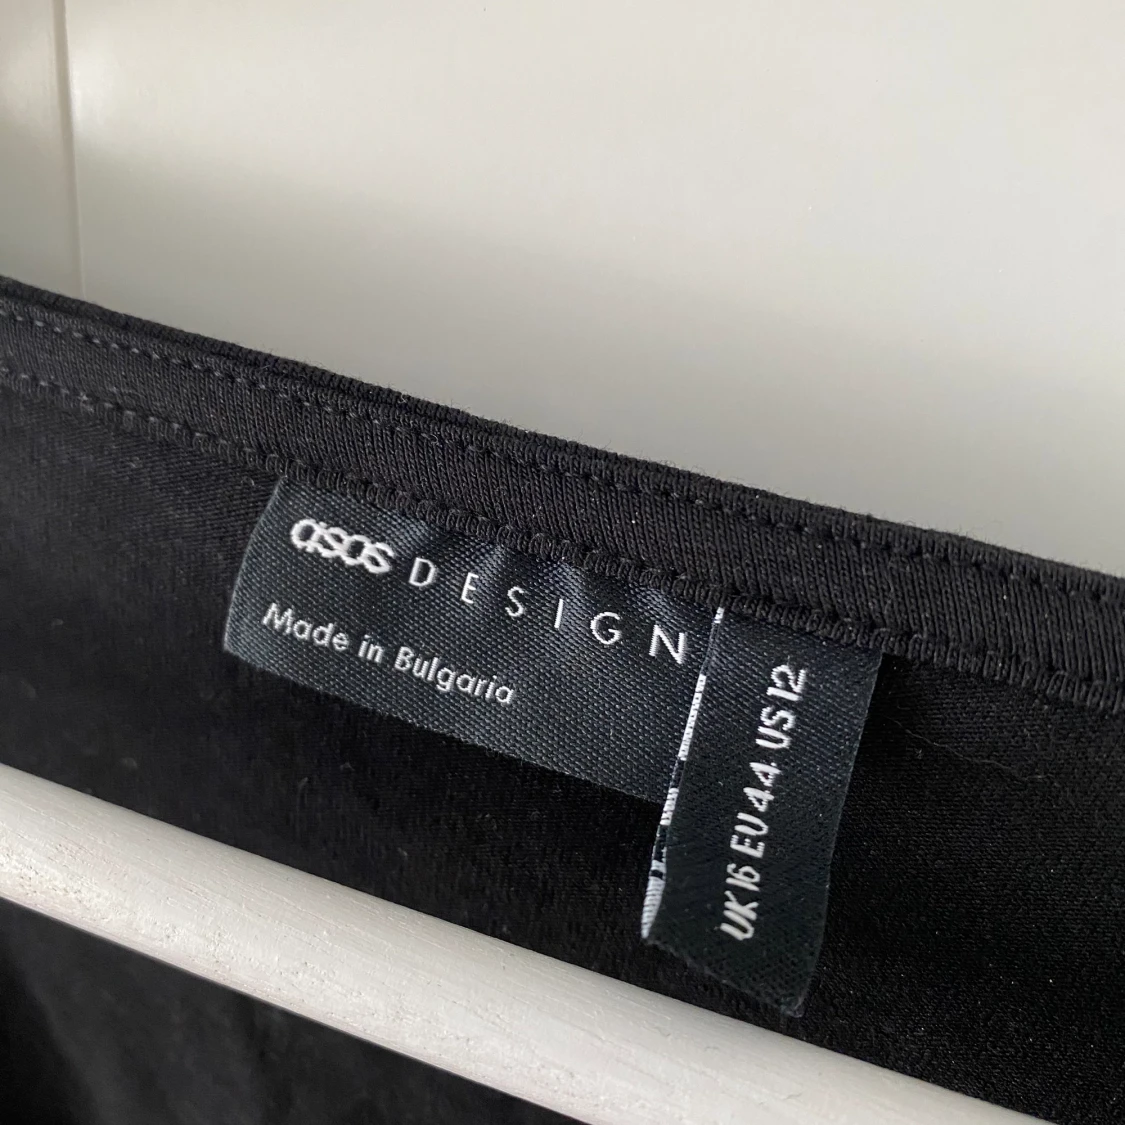 asos DESIGN
Made in Bulgaria
UK 16 EU 44 US 12